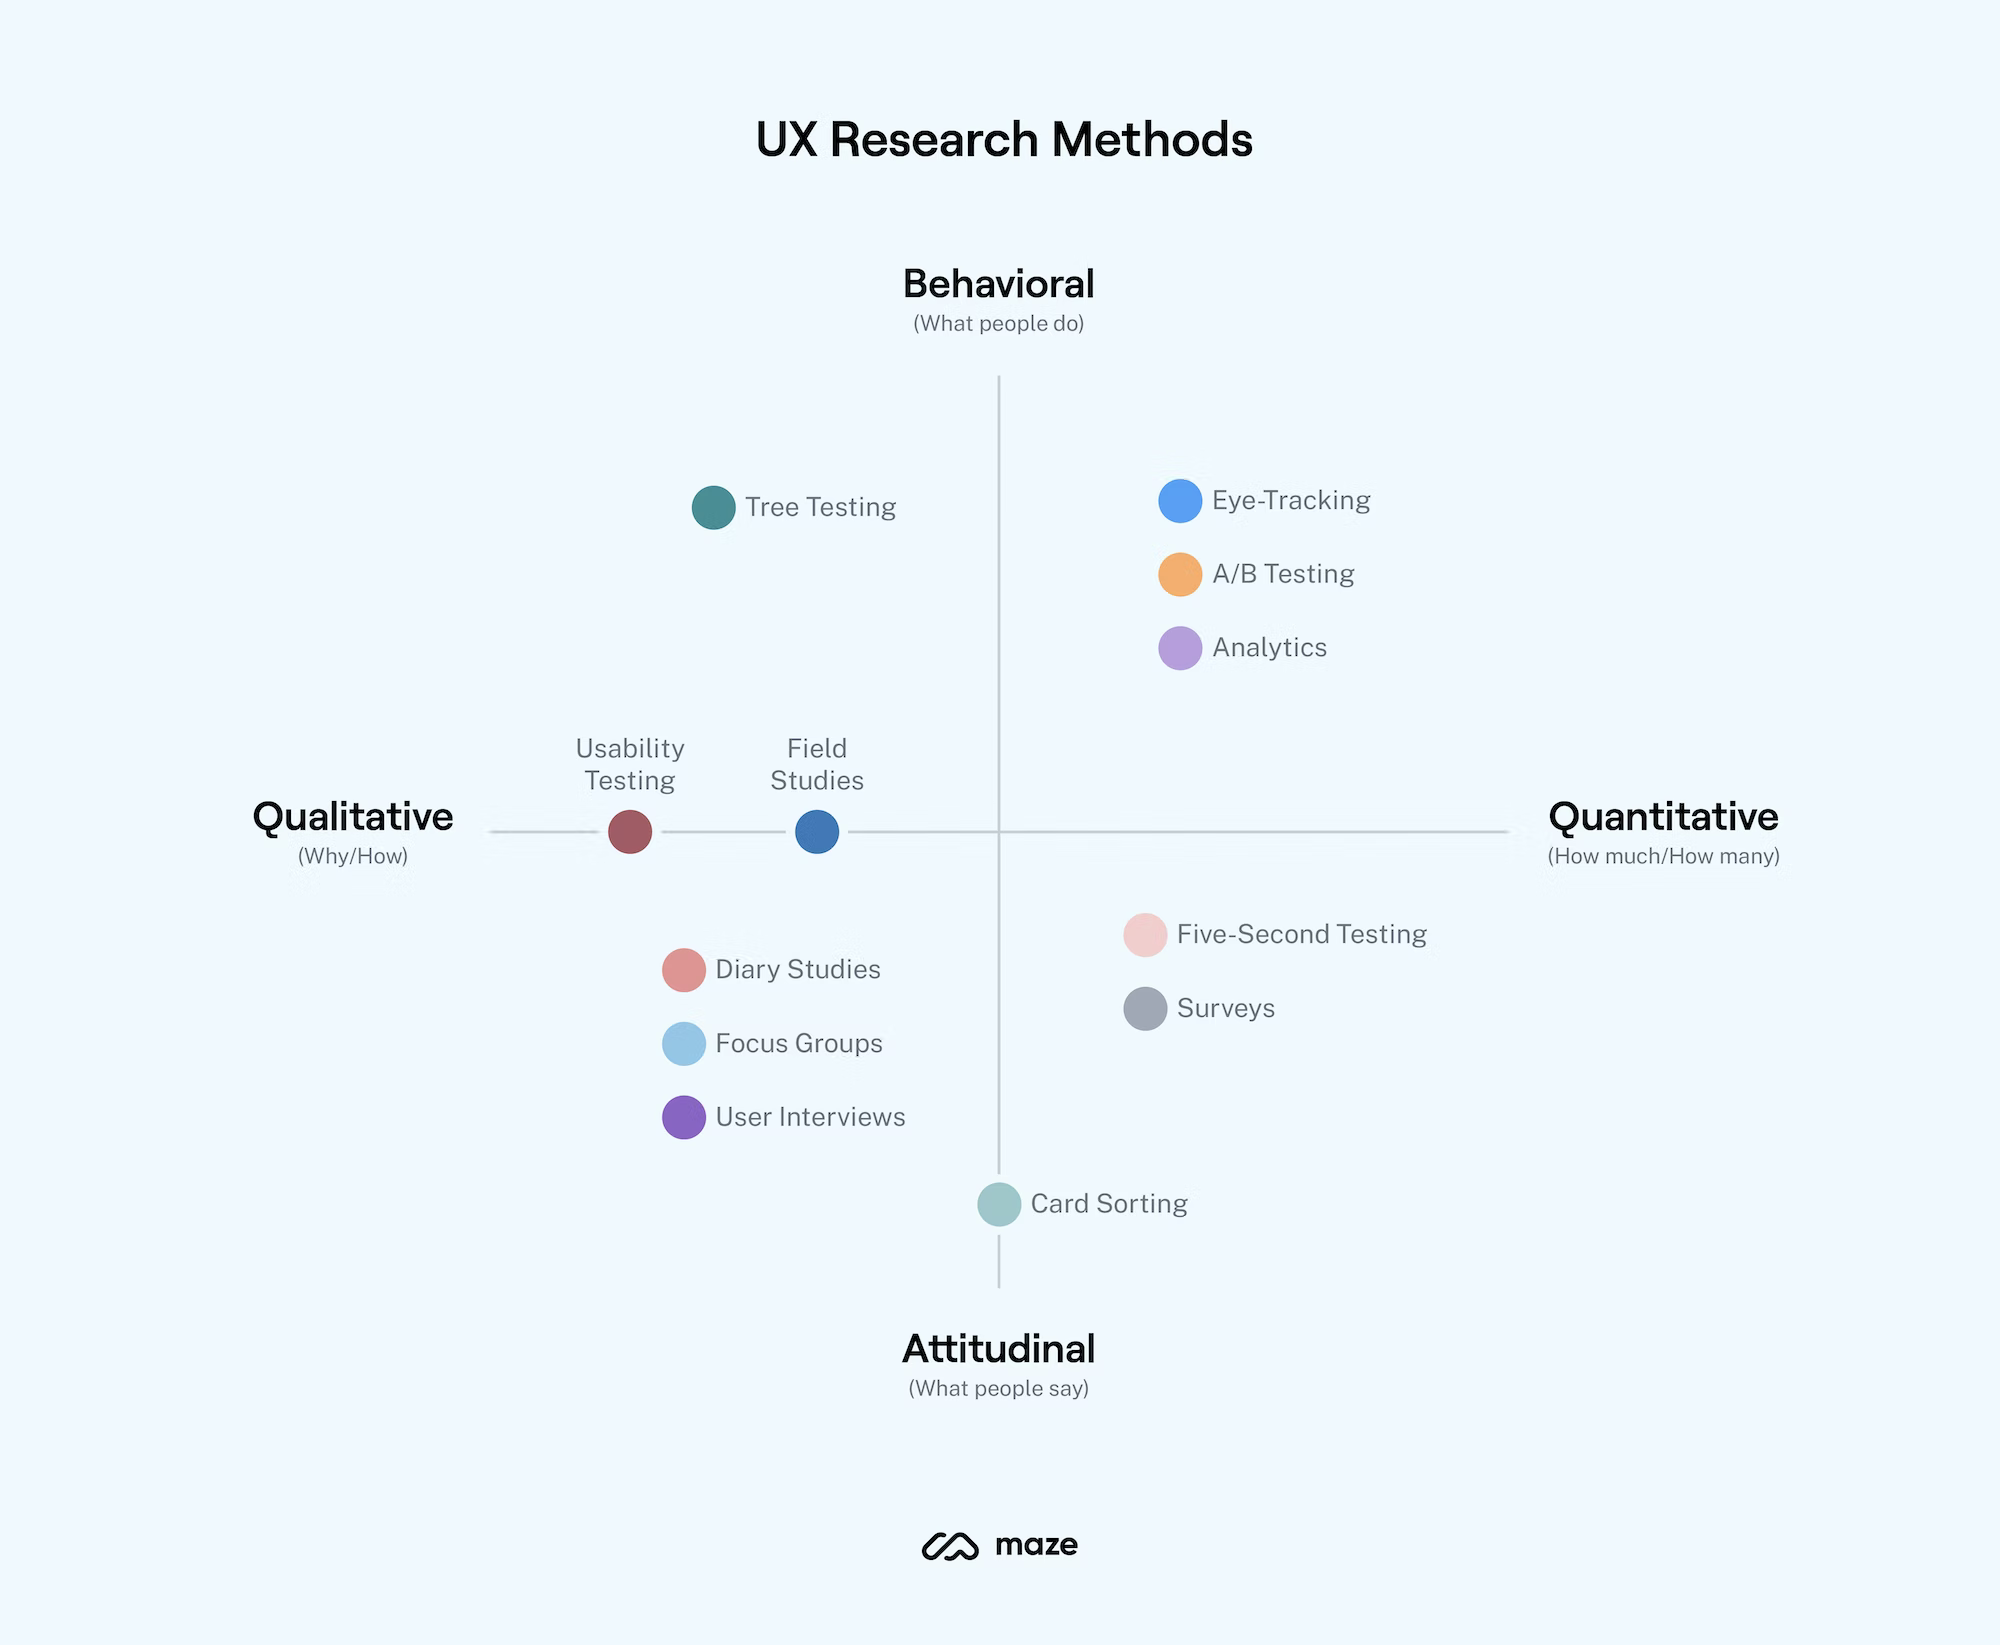 UX Research Methods
Behavioral
(What people do)
Tree Testing
Eye-Tracking
A/B Testing
Analytics
Usability
Testing
Field
Studies
Qualitative
(Why/How)
Quantitative
(How much/How many)
Five-Second Testing
Surveys
Diary Studies
Focus Groups
User Interviews
Card Sorting
Attitudinal
(What people say)
maze